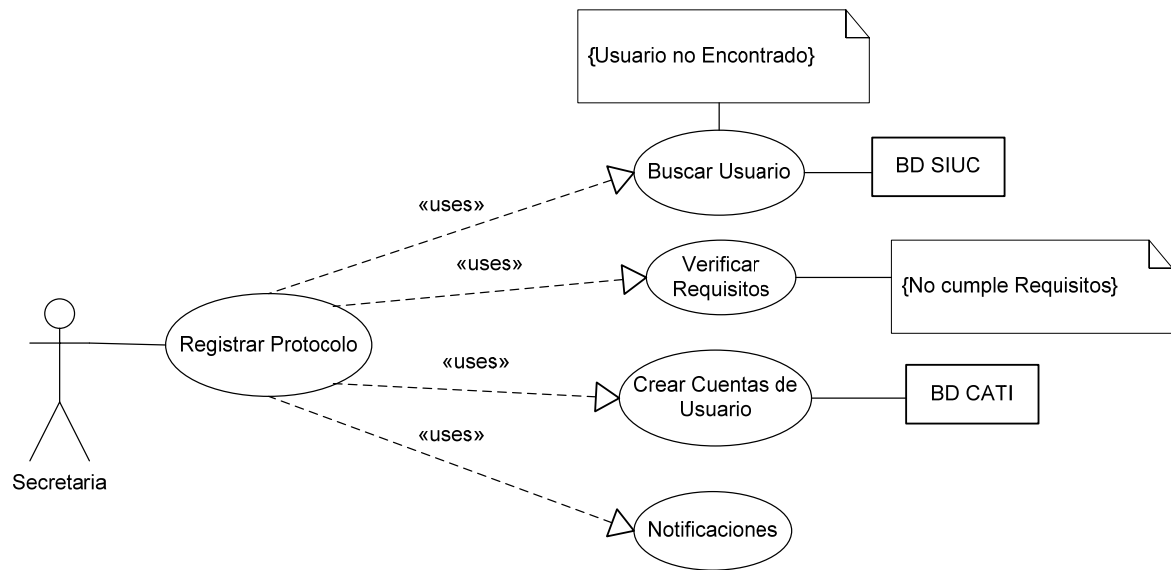 {Usuario no Encontrado}
Buscar Usuario
BD SIUC
«uses»
«uses»
Verificar
Requisitos
{No cumple Requisitos}
Registrar Protocolo
«uses»
Crear Cuentas de
Usuario
BD CATI
«uses»
Secretaria
Notificaciones